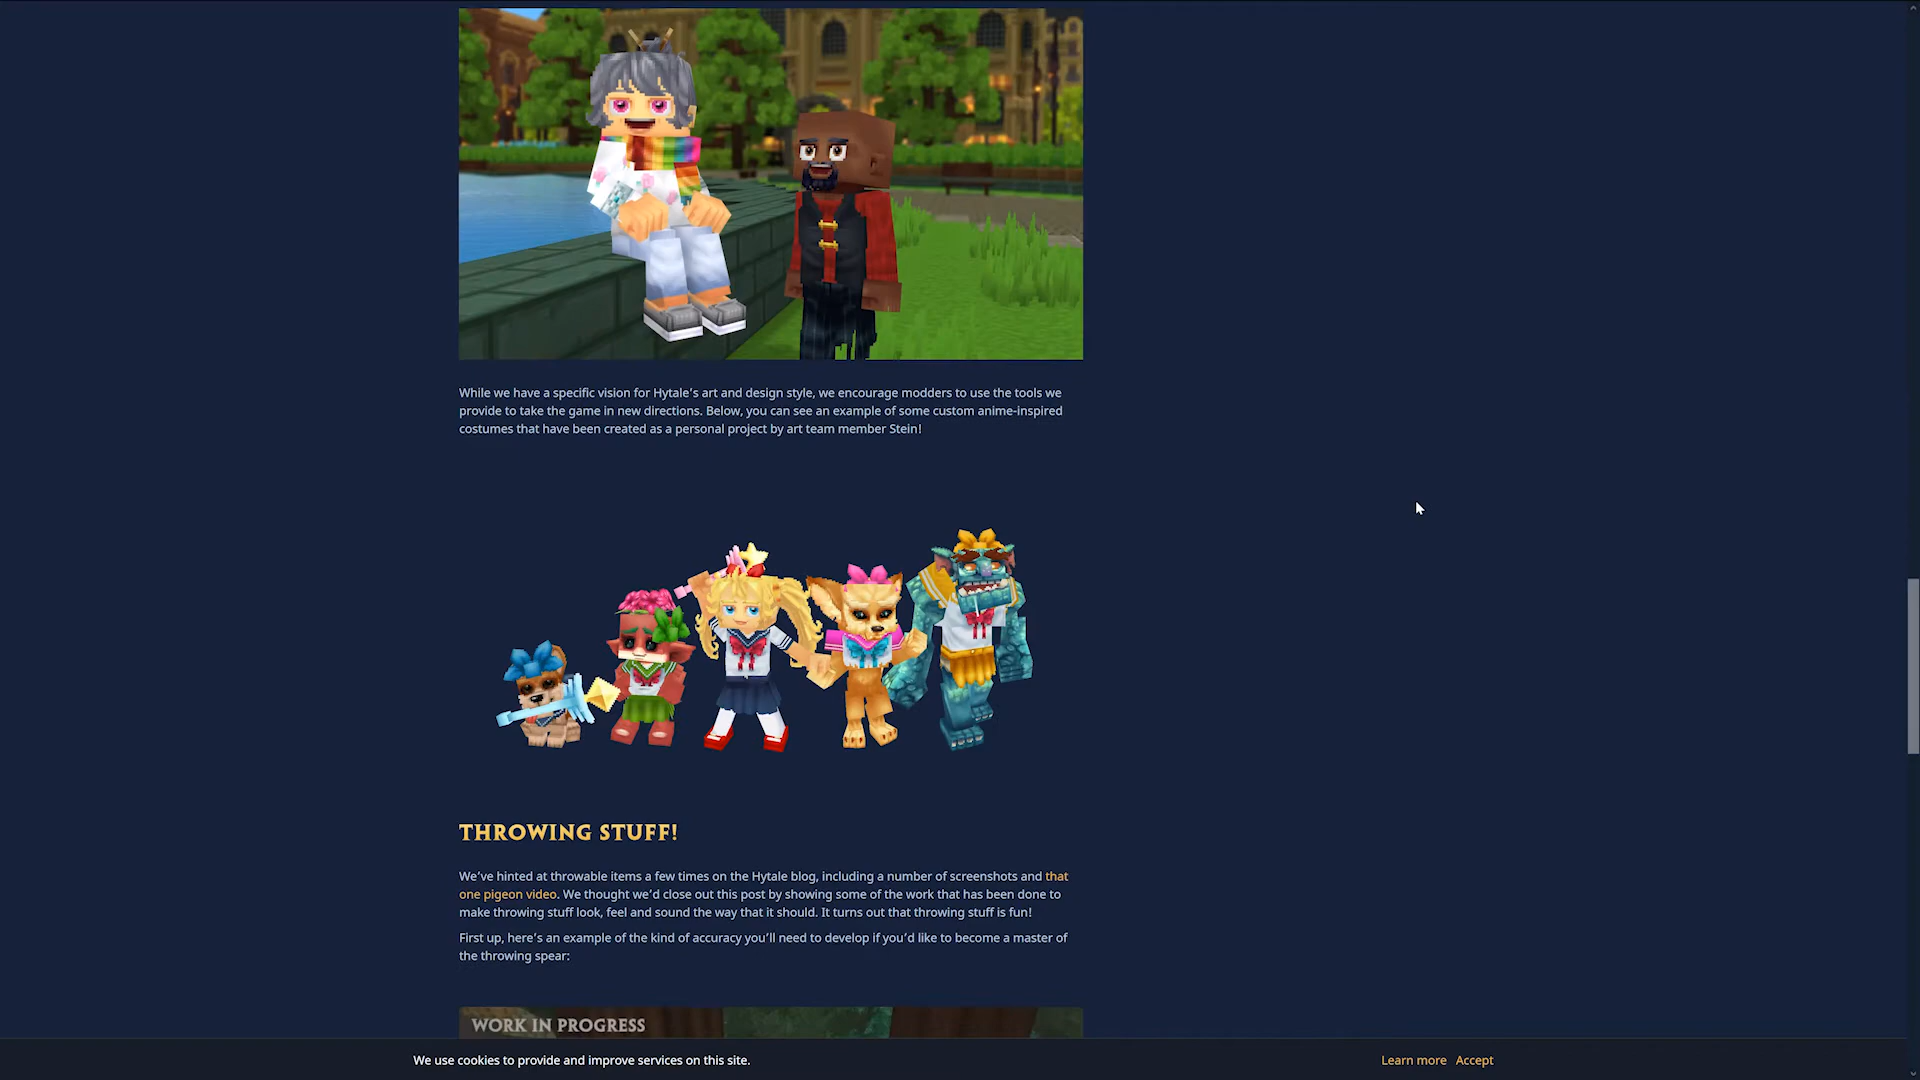 While we have a specific vision for Hytale's art and design style, we encourage modders to use the tools we
provide to take the game in new directions. Below, you can see an example of some custom anime-inspired
costumes that have been created as a personal project by art team member Stein!
THROWING STUFF!
We've hinted at throwable items a few times on the Hytale blog, including a number of screenshots and that
one pigeon video. We thought we'd close out this post by showing some of the work that has been done to
make throwing stuff look, feel and sound the way that it should. It turns out that throwing stuff is fun!
First up, here's an example of the kind of accuracy you'll need to develop if you'd like to become a master of
the throwing spear:
WORK IN PROGRESS
We use cookies to provide and improve services on this site.
Learn more Accept